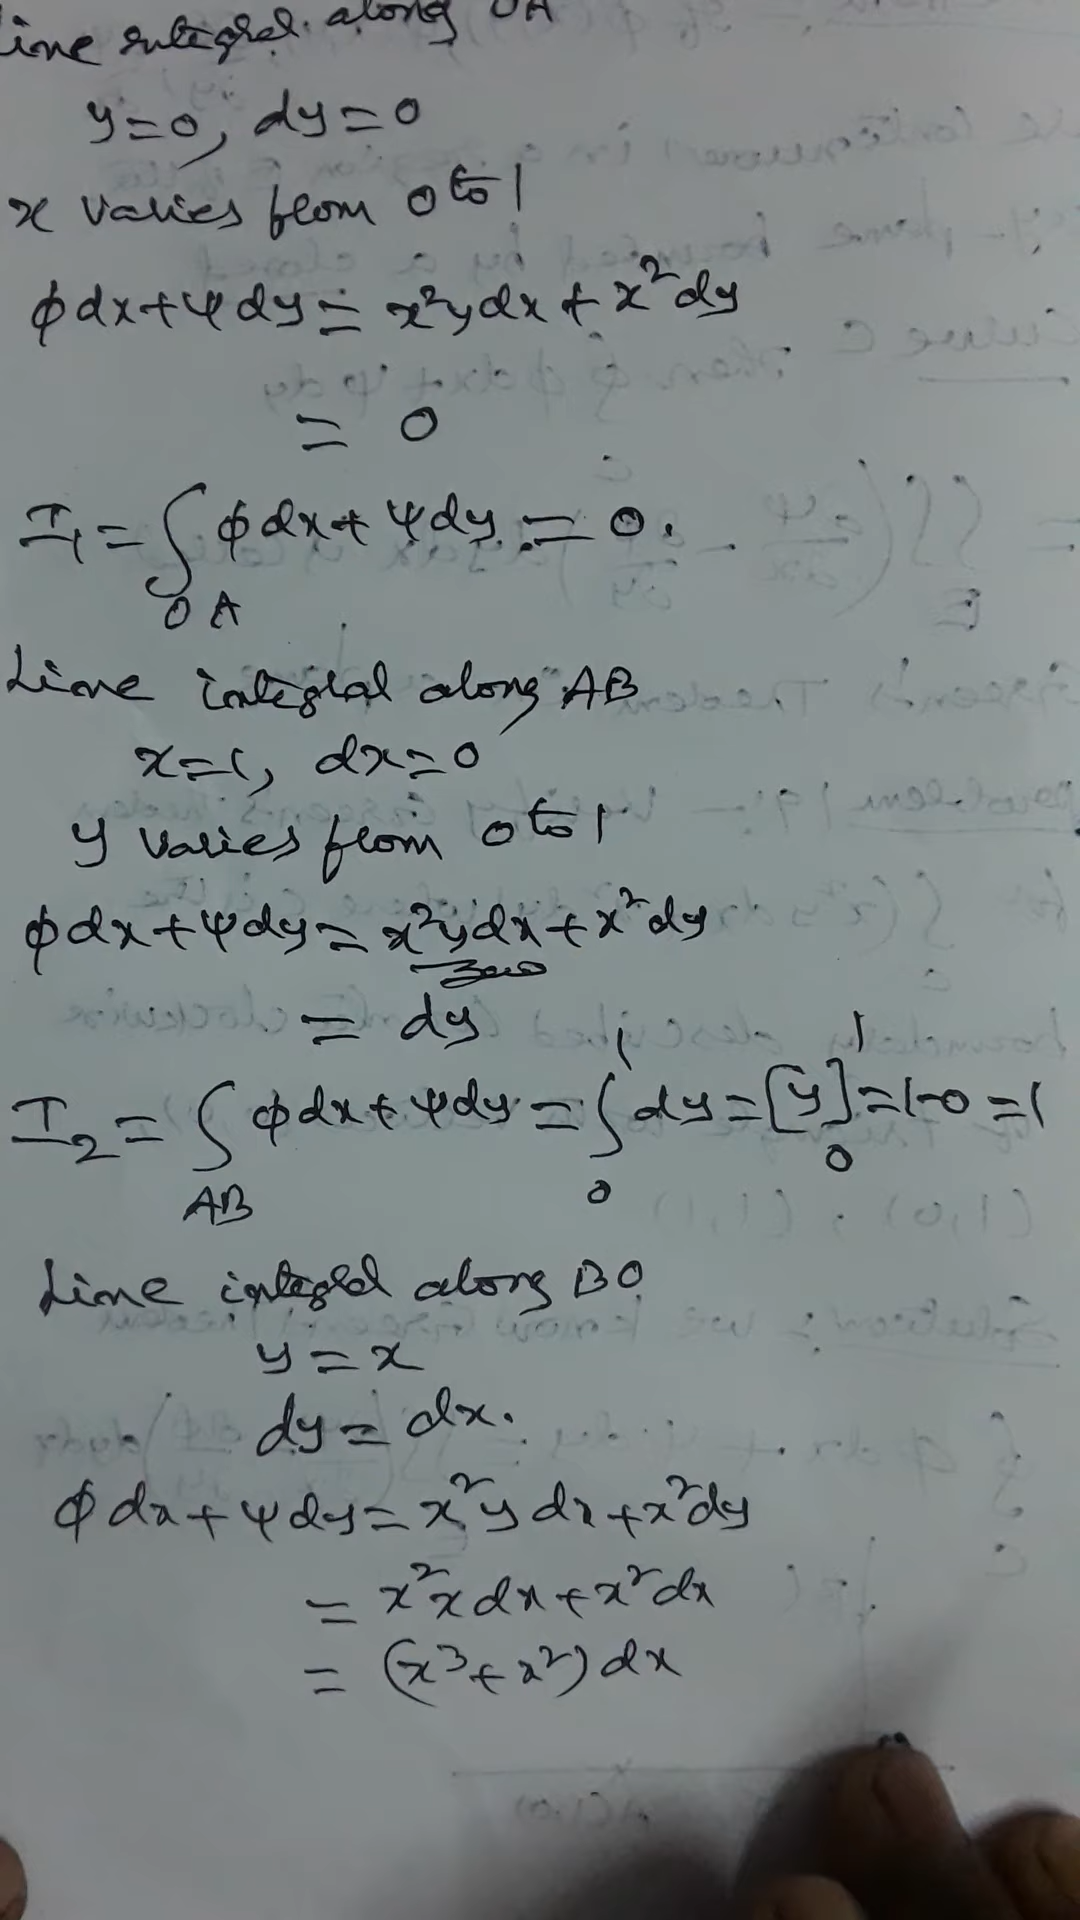 Line integral along OA
y=0, dy=0
x varies from 0 to 1
ϕdx+ψdy = x²ydx + x²dy
= 0
I₁ = ∫ ϕdx+ψdy = 0.
OA
Line integral along AB
x=1, dx=0
y varies from 0 to 1
ϕdx+ψdy = x²ydx+x²dy
zero
= dy
I₂ = ∫_AB ϕdx+ψdy = ∫₀¹ dy = [y]₀¹ = 1-0 = 1
Line integral along BO
y = x
dy = dx.
ϕdx+ψdy = x²ydx+x²dy
= x²xdx+x²dx
= (x³+x²)dx